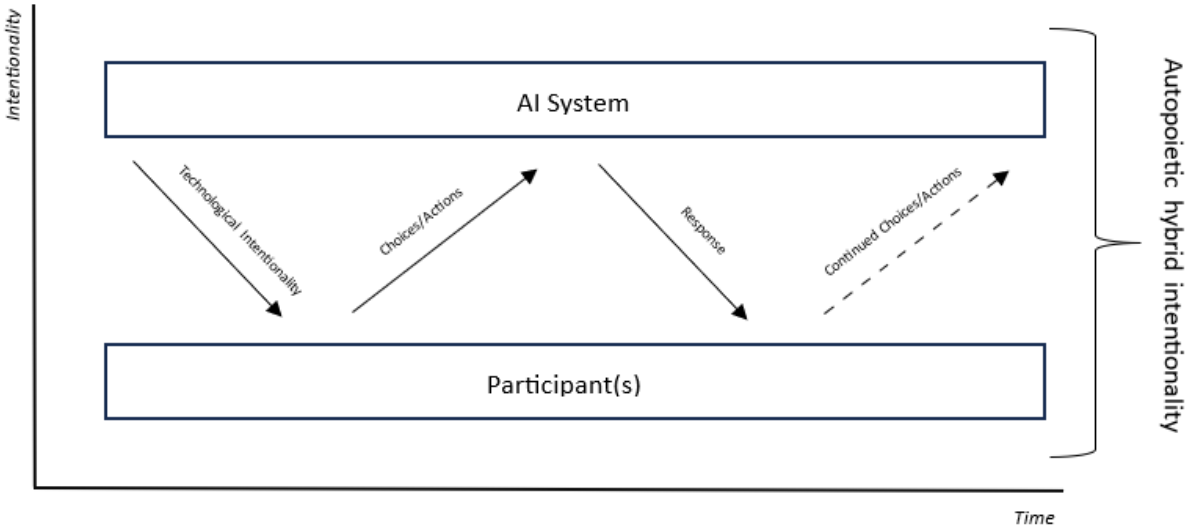 Intentionality
AI System
Technological Intentionality
Choices/Actions
Response
Continued Choices/Actions
Participant(s)
Autopoietic hybrid intentionality
Time